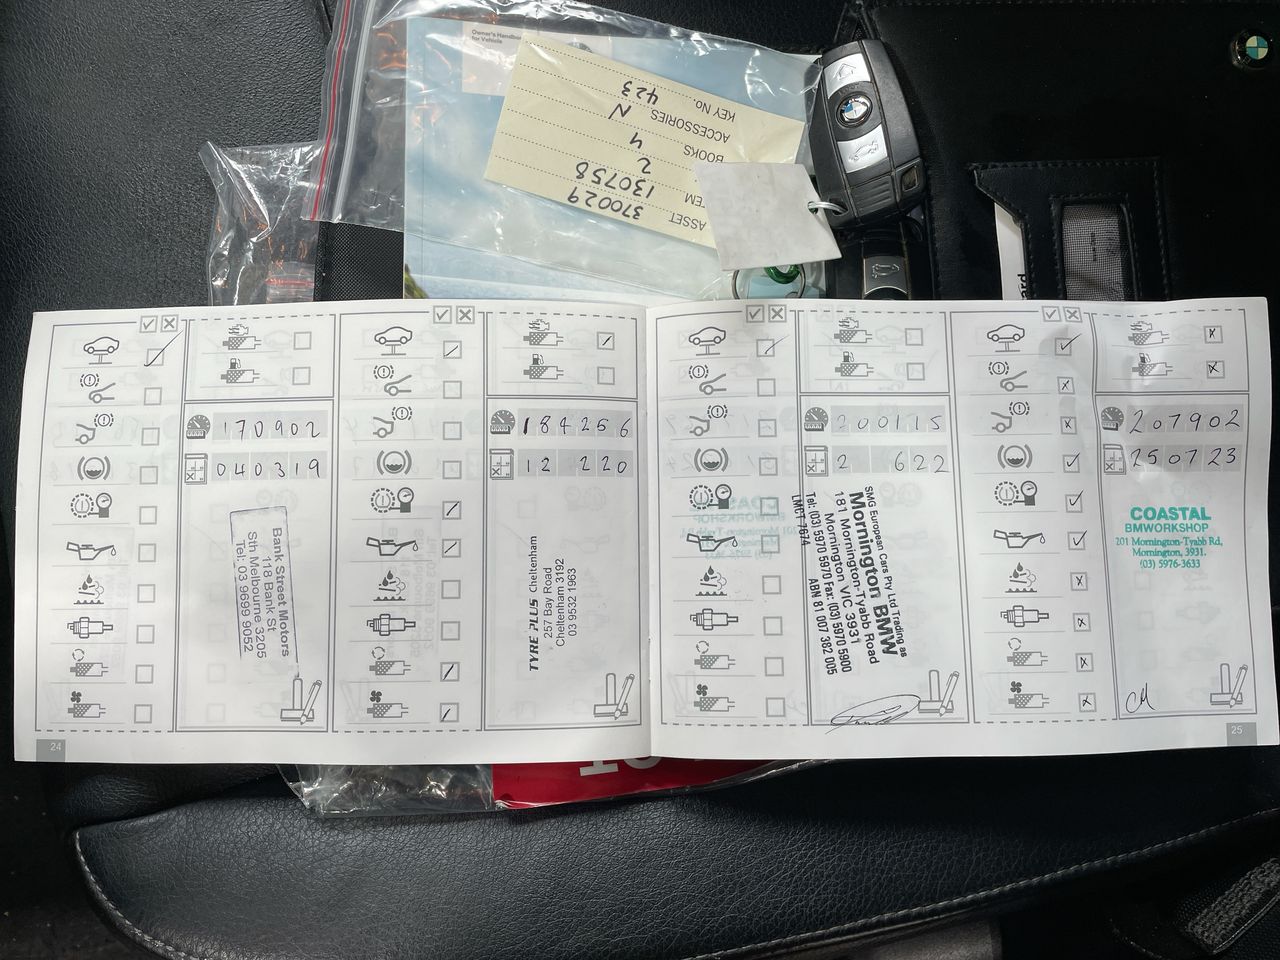 Owner's Handbook
for Vehicle
ASSET 370029
ITEM 130758
2
BOOKS 4
ACCESSORIES N
KEY No. 423
170902
040319
Bank Street Motors
118 Bank St
Sth Melbourne 3205
Tel: 03 9699 9052
184256
12 220
TYRE PLUS Cheltenham
257 Bay Road
Cheltenham 3192
03 9532 1963
200115
2 622
SMG European Cars Pty Ltd Trading as
Mornington BMW
181 Mornington-Tyabb Road
Mornington VIC 3931
Tel: (03) 5970 5970 Fax: (03) 5970 5900
LMCT 7674 ABN 81 007 382 005
207902
250723
COASTAL
BMWORKSHOP
201 Mornington-Tyabb Rd,
Mornington, 3931.
(03) 5976-3633
CM
24
25